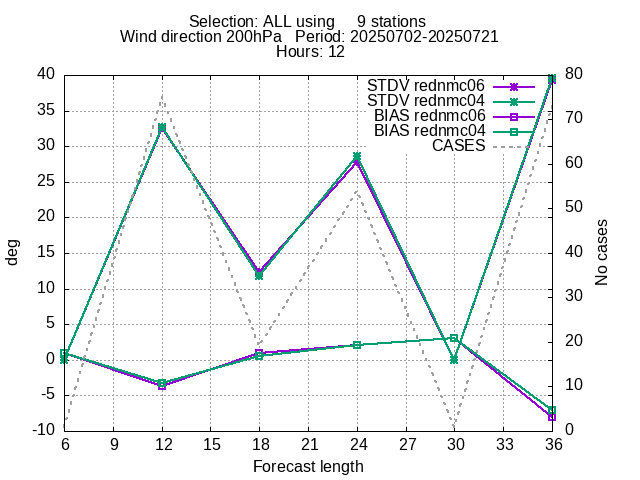 Selection: ALL using     9 stations
Wind direction 200hPa   Period: 20250702-20250721
Hours: 12
STDV rednmc06
STDV rednmc04
BIAS rednmc06
BIAS rednmc04
CASES
40
35
30
25
20
15
10
5
0
-5
-10
deg
80
70
60
50
40
30
20
10
0
No cases
6 9 12 15 18 21 24 27 30 33 36
Forecast length